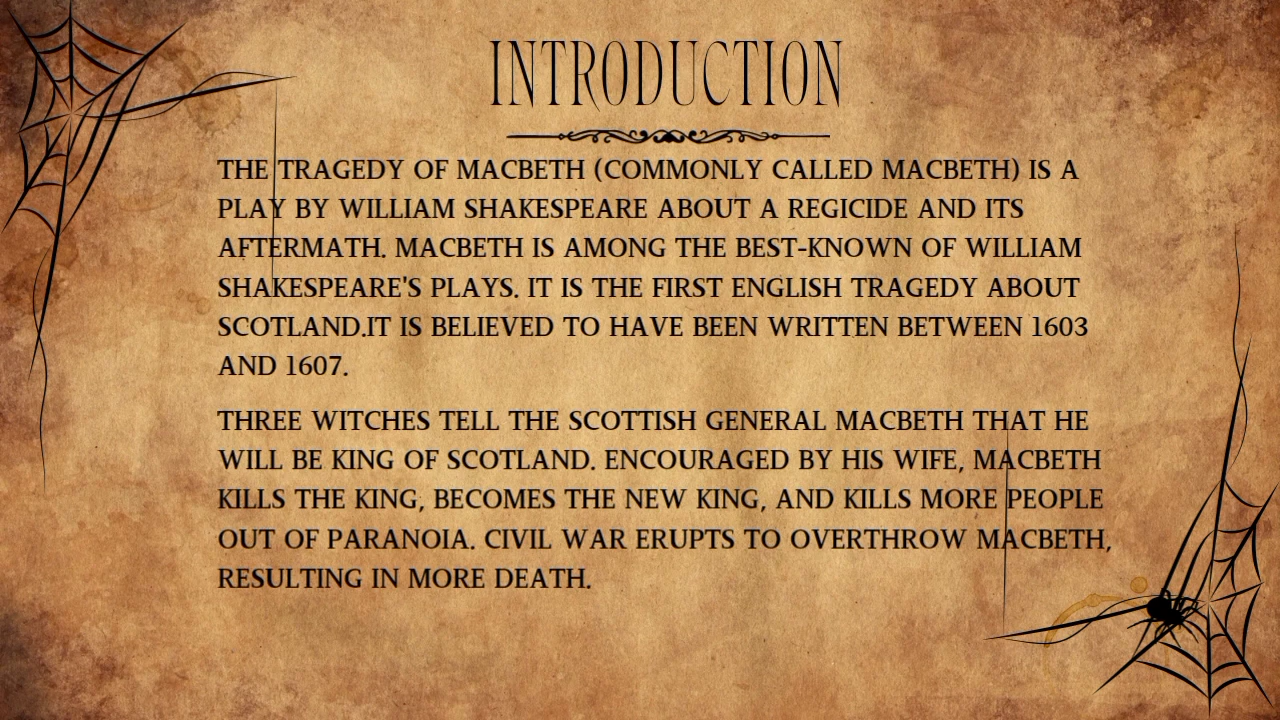 INTRODUCTION
THE TRAGEDY OF MACBETH (COMMONLY CALLED MACBETH) IS A
PLAY BY WILLIAM SHAKESPEARE ABOUT A REGICIDE AND ITS
AFTERMATH. MACBETH IS AMONG THE BEST-KNOWN OF WILLIAM
SHAKESPEARE'S PLAYS. IT IS THE FIRST ENGLISH TRAGEDY ABOUT
SCOTLAND.IT IS BELIEVED TO HAVE BEEN WRITTEN BETWEEN 1603
AND 1607.
THREE WITCHES TELL THE SCOTTISH GENERAL MACBETH THAT HE
WILL BE KING OF SCOTLAND. ENCOURAGED BY HIS WIFE, MACBETH
KILLS THE KING, BECOMES THE NEW KING, AND KILLS MORE PEOPLE
OUT OF PARANOIA. CIVIL WAR ERUPTS TO OVERTHROW MACBETH,
RESULTING IN MORE DEATH.